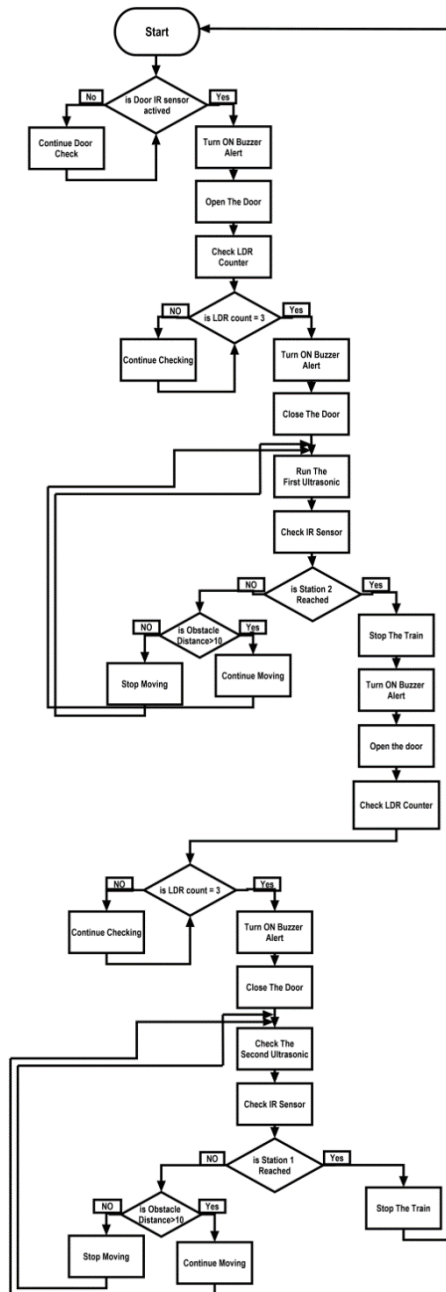 Start
No
is Door IR sensor
actived
Yes
Continue Door
Check
Turn ON Buzzer
Alert
Open The Door
Check LDR
Counter
NO
is LDR count = 3
Yes
Continue Checking
Turn ON Buzzer
Alert
Close The Door
Run The
First Ultrasonic
Check IR Sensor
NO
is Station 2
Reached
Yes
NO
is Obstacle
Distance>10
Yes
Stop The Train
Stop Moving
Continue Moving
Turn ON Buzzer
Alert
Open the door
Check LDR Counter
NO
is LDR count = 3
Yes
Continue Checking
Turn ON Buzzer
Alert
Close The Door
Check The
Second Ultrasonic
Check IR Sensor
NO
is Station 1
Reached
Yes
NO
is Obstacle
Distance>10
Yes
Stop The Train
Stop Moving
Continue Moving